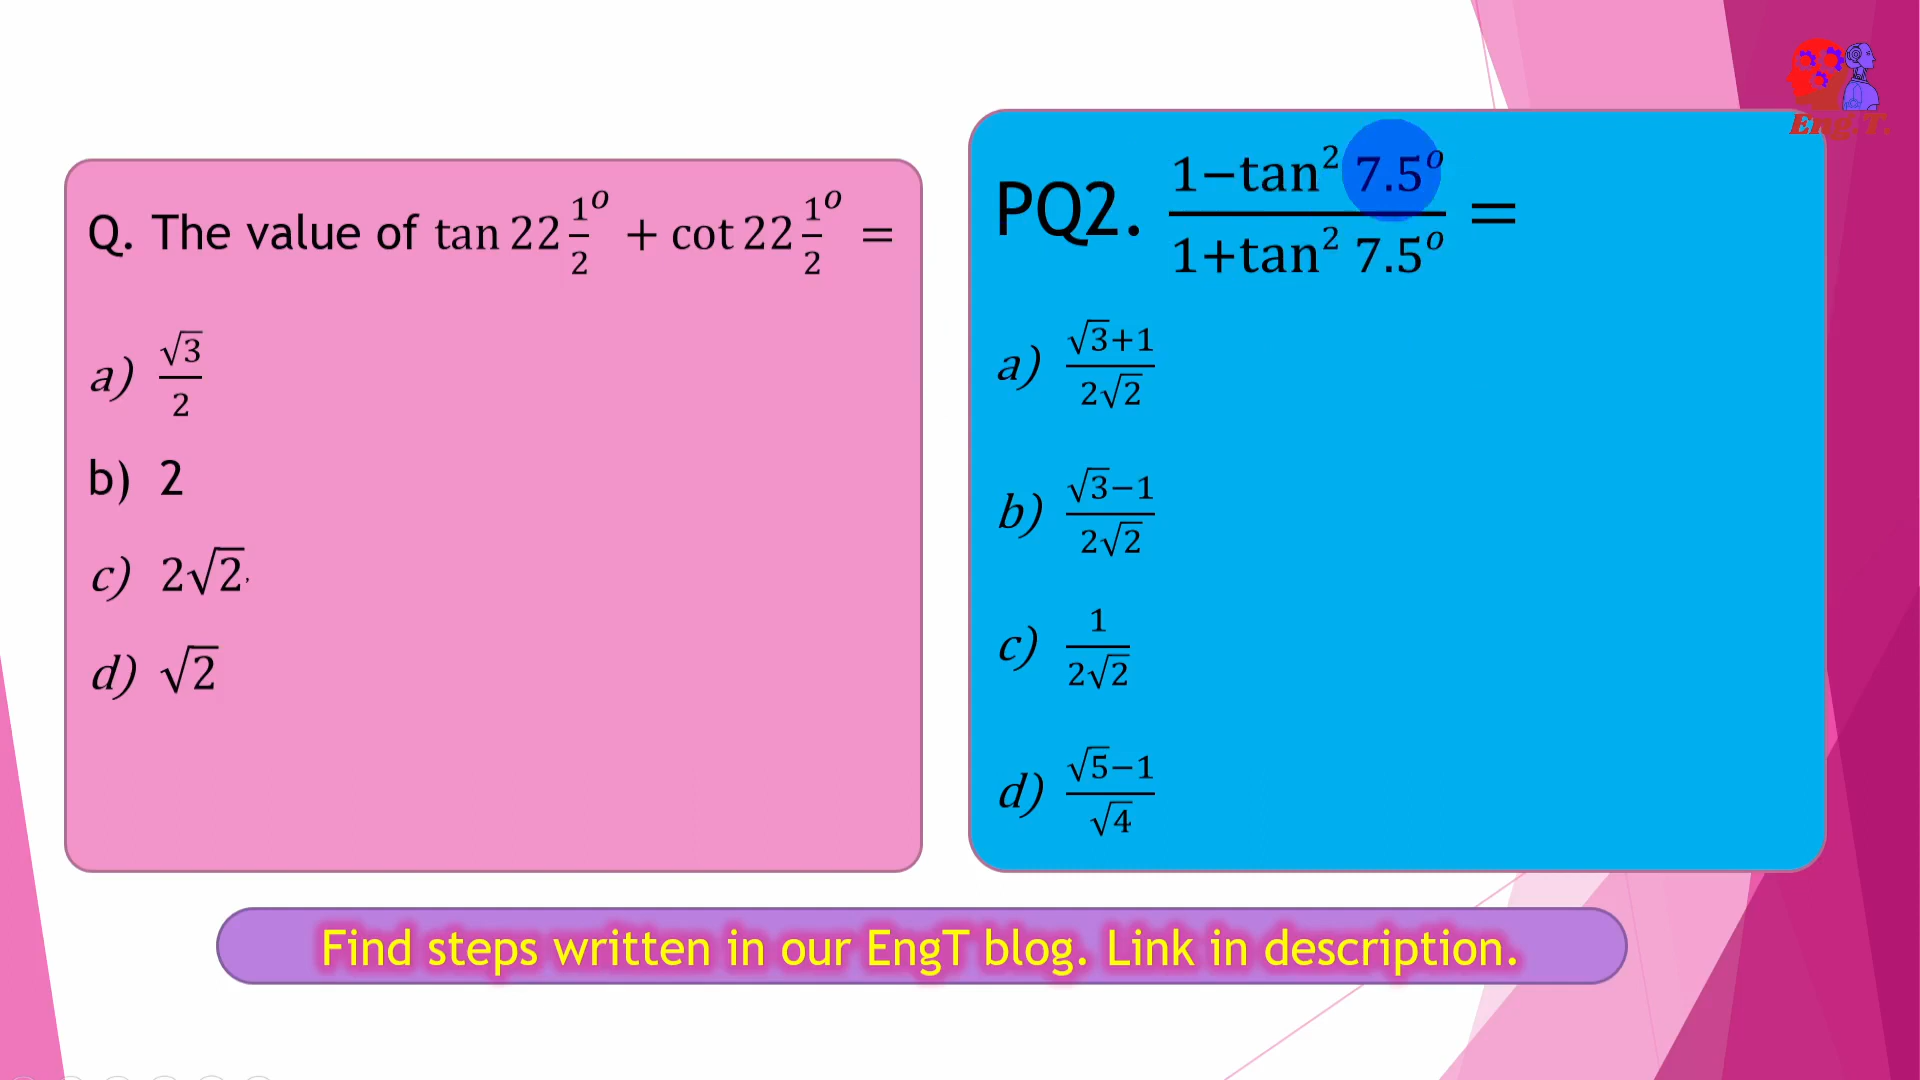 Eng.T.
Q. The value of tan 22 1/2° + cot 22 1/2° =
a) √3/2
b) 2
c) 2√2,
d) √2
PQ2. (1−tan² 7.5°)/(1+tan² 7.5°) =
a) (√3+1)/(2√2)
b) (√3−1)/(2√2)
c) 1/(2√2)
d) (√5−1)/√4
Find steps written in our EngT blog. Link in description.